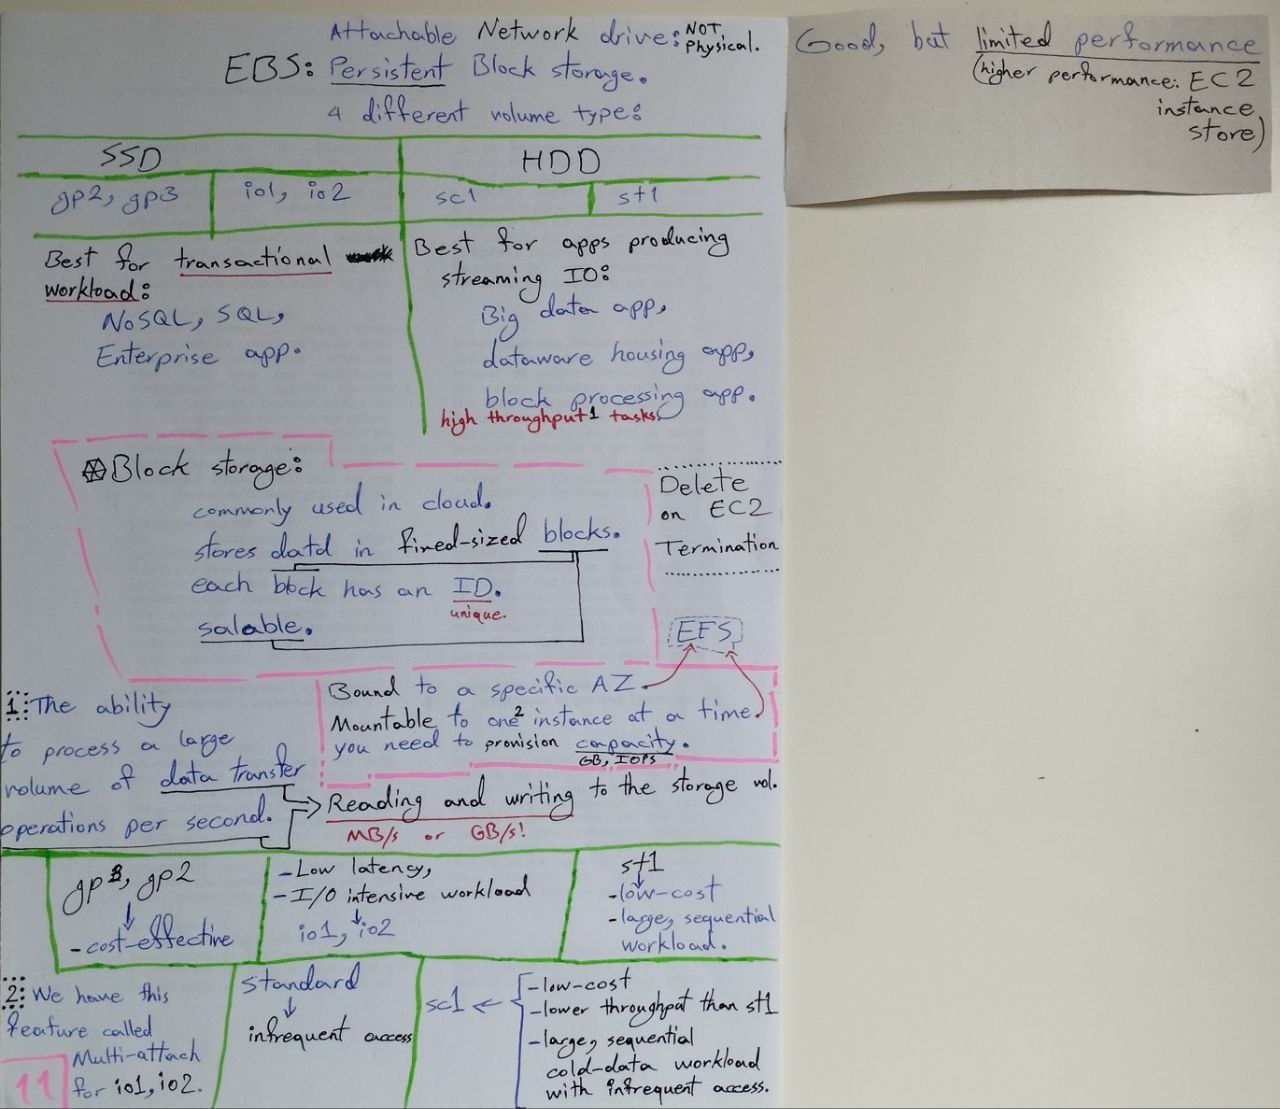 Attachable Network drive: NOT Physical.
EBS: Persistent Block storage.
4 different volume type:
Good, but limited performance
(higher performance: EC2
instance
store)
SSD
HDD
gp2, gp3
io1, io2
sc1
st1
Best for transactional
workload:
NoSQL, SQL,
Enterprise app.
Best for apps producing
streaming IO:
Big data app,
dataware housing app,
block processing app.
high throughput1 tasks.
Block storage:
commonly used in cloud.
stores datd in fixed-sized blocks.
each block has an ID.
unique.
salable.
Delete
on EC2
Termination
EFS
Bound to a specific AZ.
Mountable to one2 instance at a time.
you need to provision capacity.
GB, IOPS
1: The ability
to process a large
volume of data transfer
operations per second.
Reading and writing to the storage vol.
MB/s or GB/s!
gp3, gp2
-cost-effective
-Low latency,
-I/O intensive workload
io1, io2
st1
-low-cost
-large, sequential
workload.
2: We have this
feature called
Multi-attach
for io1, io2.
standard
infrequent access
sc1
-low-cost
-lower throughput than st1
-large, sequential
cold-data workload
with infrequent access.
11